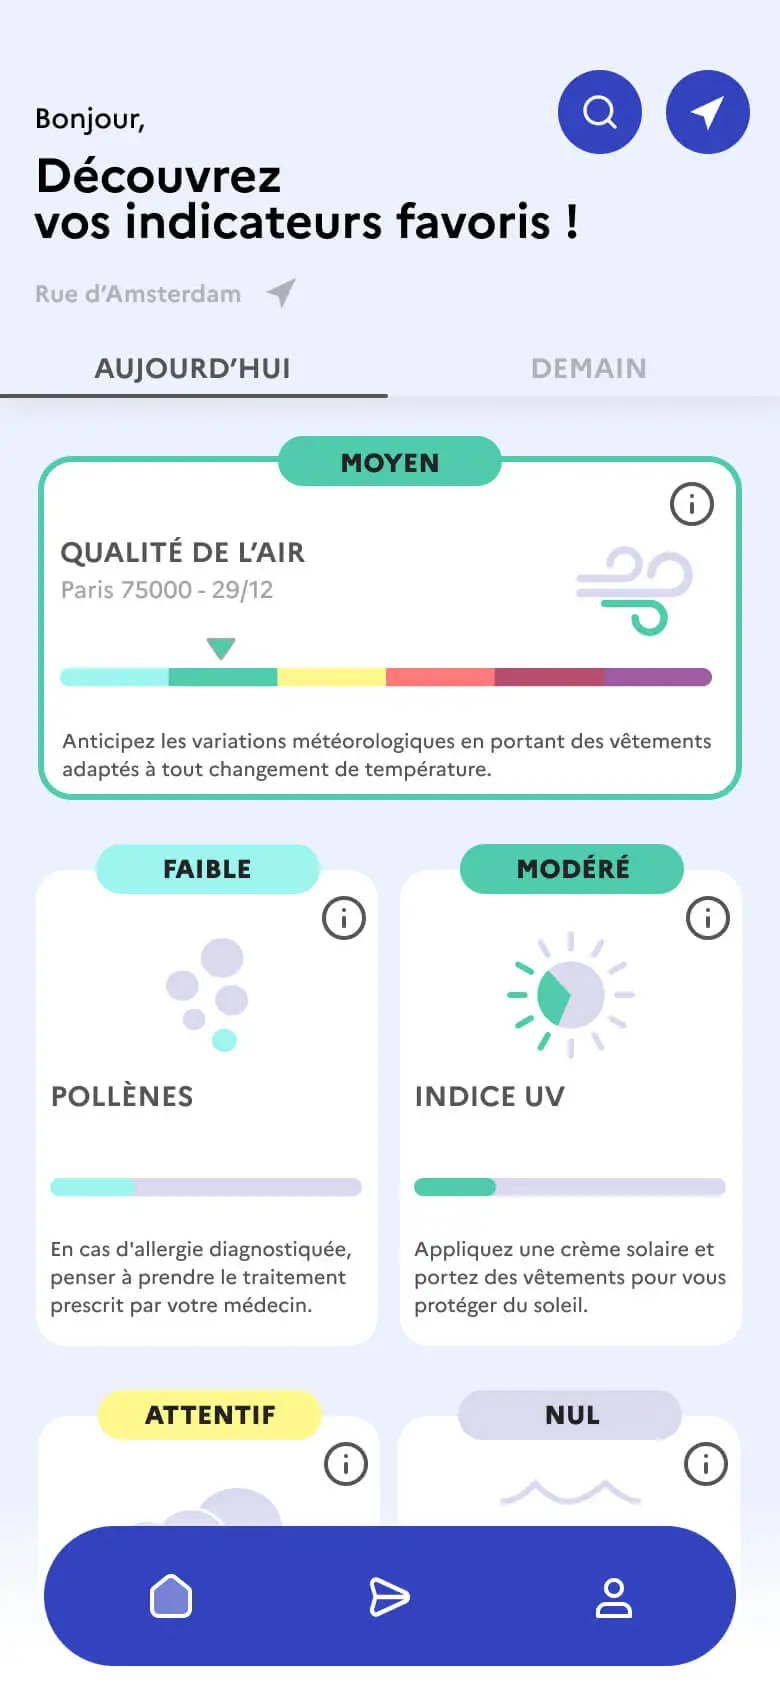 Bonjour,
Découvrez
vos indicateurs favoris !
Rue d’Amsterdam
AUJOURD’HUI
DEMAIN
MOYEN
QUALITÉ DE L’AIR
Paris 75000 - 29/12
Anticipez les variations météorologiques en portant des vêtements
adaptés à tout changement de température.
FAIBLE
POLLÈNES
En cas d'allergie diagnostiquée,
penser à prendre le traitement
prescrit par votre médecin.
MODÉRÉ
INDICE UV
Appliquez une crème solaire et
portez des vêtements pour vous
protéger du soleil.
ATTENTIF
NUL